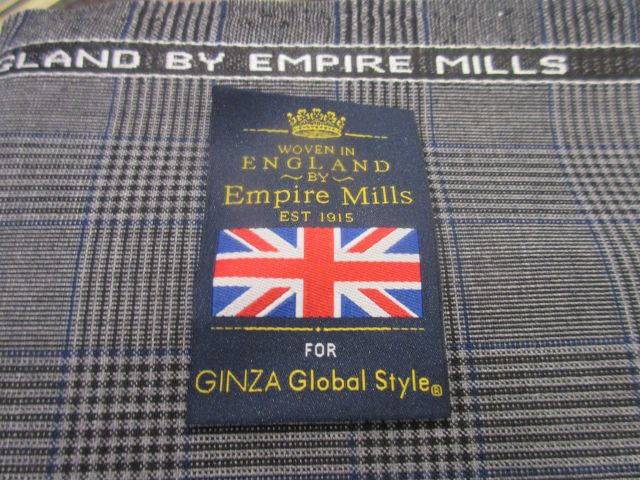 GLAND BY EMPIRE MILLS
WOVEN IN
ENGLAND
~BY~
Empire Mills
EST 1915
FOR
GINZA Global Style®